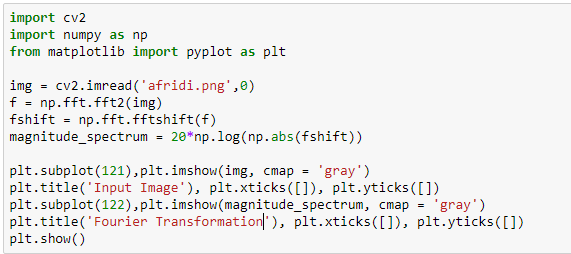 import cv2
import numpy as np
from matplotlib import pyplot as plt
img = cv2.imread('afridi.png',0)
f = np.fft.fft2(img)
fshift = np.fft.fftshift(f)
magnitude_spectrum = 20*np.log(np.abs(fshift))
plt.subplot(121),plt.imshow(img, cmap = 'gray')
plt.title('Input Image'), plt.xticks([]), plt.yticks([])
plt.subplot(122),plt.imshow(magnitude_spectrum, cmap = 'gray')
plt.title('Fourier Transformation'), plt.xticks([]), plt.yticks([])
plt.show()